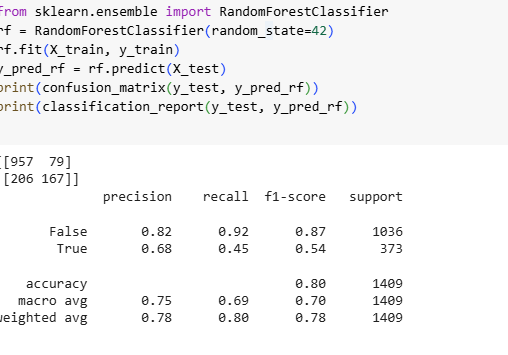 from sklearn.ensemble import RandomForestClassifier
rf = RandomForestClassifier(random_state=42)
rf.fit(X_train, y_train)
y_pred_rf = rf.predict(X_test)
print(confusion_matrix(y_test, y_pred_rf))
print(classification_report(y_test, y_pred_rf))
[[957 79]
[206 167]]
precision recall f1-score support
False 0.82 0.92 0.87 1036
True 0.68 0.45 0.54 373
accuracy 0.80 1409
macro avg 0.75 0.69 0.70 1409
weighted avg 0.78 0.80 0.78 1409